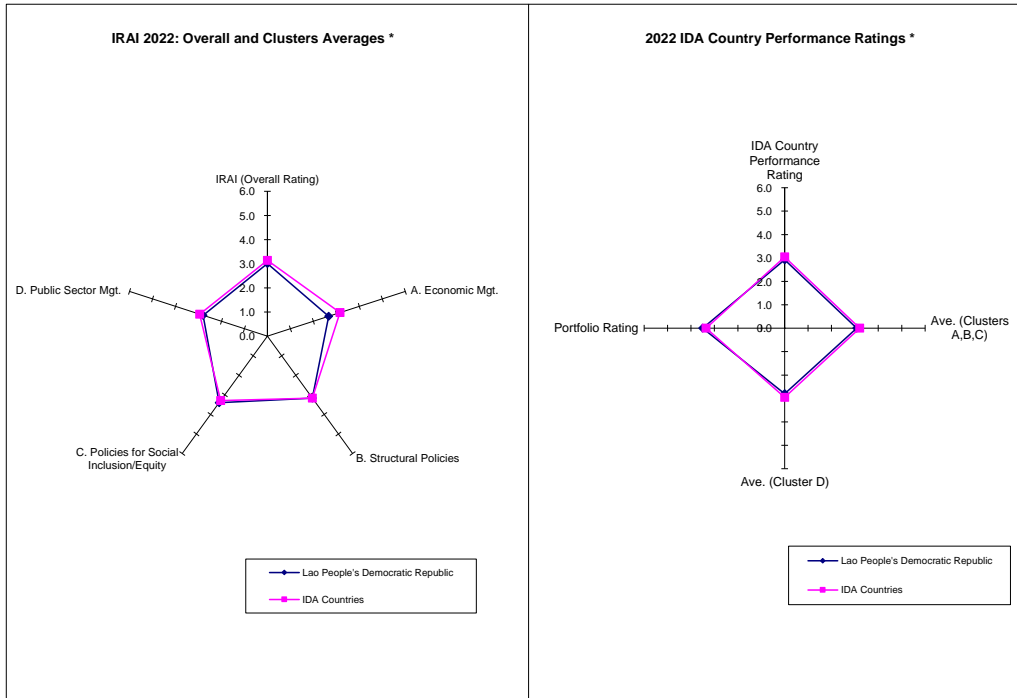 IRAI 2022: Overall and Clusters Averages *
IRAI (Overall Rating)
6.0
5.0
4.0
3.0
2.0
1.0
0.0
A. Economic Mgt.
B. Structural Policies
C. Policies for Social
Inclusion/Equity
D. Public Sector Mgt.
Lao People's Democratic Republic
IDA Countries
2022 IDA Country Performance Ratings *
IDA Country
Performance
Rating
6.0
5.0
4.0
3.0
2.0
1.0
0.0
Ave. (Clusters
A,B,C)
Ave. (Cluster D)
Portfolio Rating
Lao People's Democratic Republic
IDA Countries